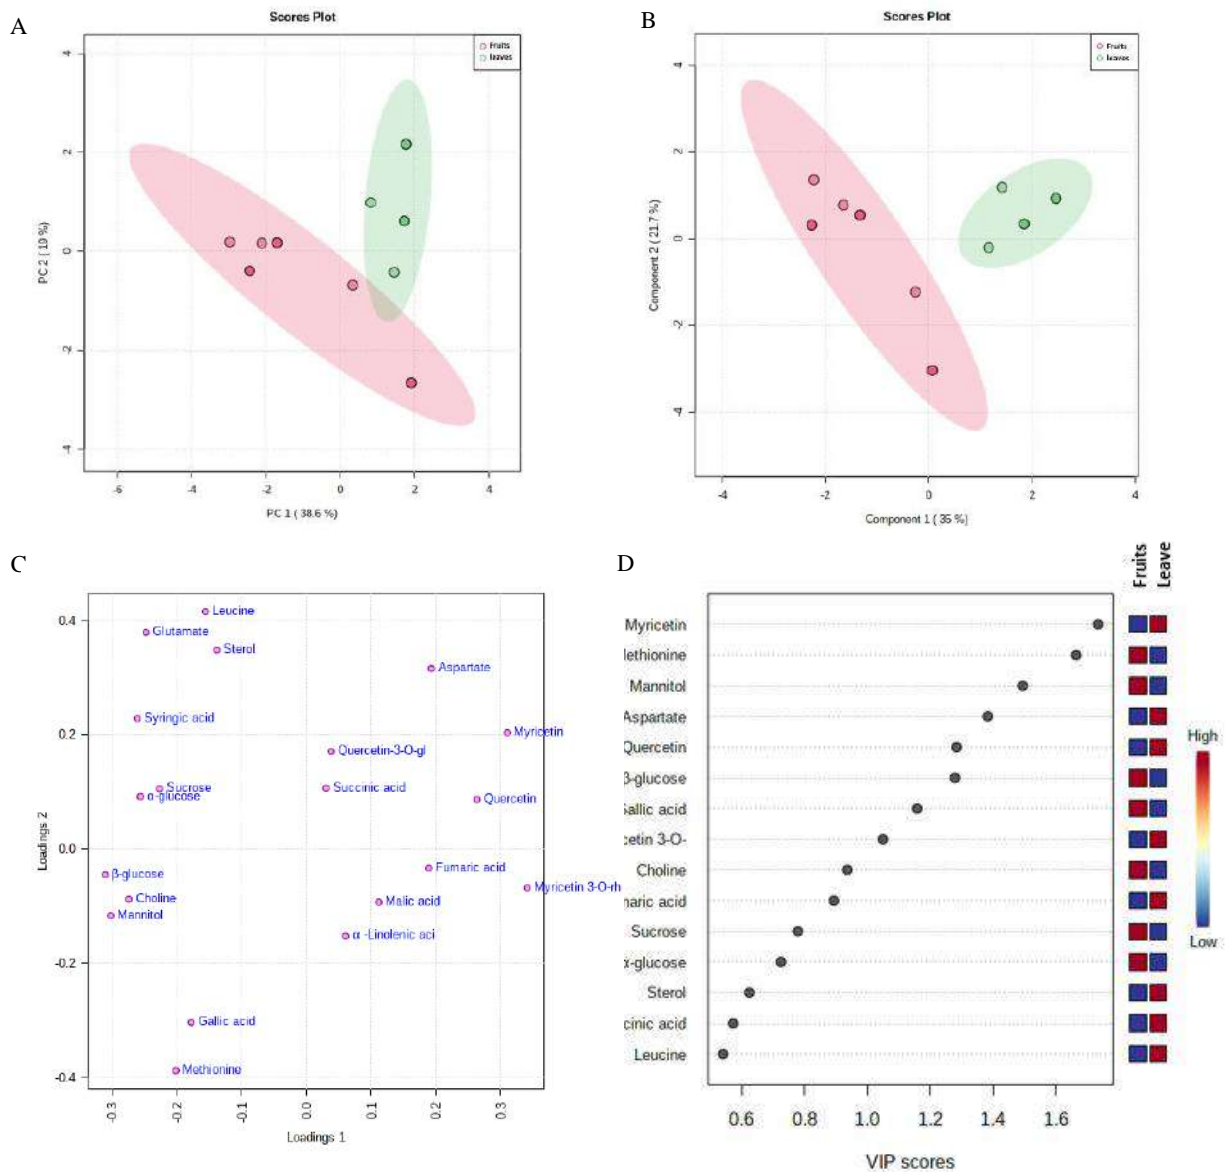 A
Scores Plot
Fruits
leaves
4
2
0
-2
-4
PC 2 ( 19 %)
-6
-4
-2
0
2
4
PC 1 ( 38.6 %)
B
Scores Plot
Fruits
leaves
4
2
0
-2
-4
Component 2 ( 21.7 %)
-4
-2
0
2
4
Component 1 ( 35 %)
C
Leucine
Glutamate
Sterol
Aspartate
Syringic acid
Myricetin
Quercetin-3-O-gl
Sucrose
Succinic acid
α-glucose
Quercetin
β-glucose
Fumaric acid
Choline
Myricetin 3-O-rh
Mannitol
Malic acid
α -Linolenic aci
Gallic acid
Methionine
0.4
0.2
0.0
-0.2
-0.4
Loadings 2
-0.3
-0.2
-0.1
0.0
0.1
0.2
0.3
Loadings 1
D
Fruits
Leave
Myricetin
lethionine
Mannitol
Aspartate
Quercetin
β-glucose
Gallic acid
cetin 3-O-
Choline
naric acid
Sucrose
α-glucose
Sterol
cinic acid
Leucine
0.6
0.8
1.0
1.2
1.4
1.6
VIP scores
High
Low